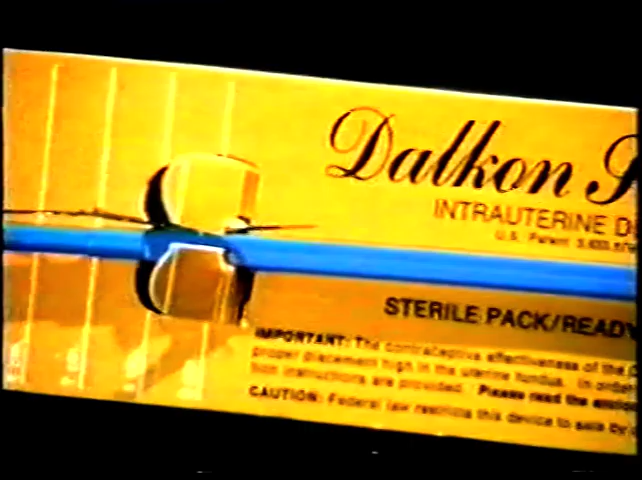 Dalkon S
INTRAUTERINE D
U.S. Patent
STERILE PACK/READY
IMPORTANT: The contraceptive effectiveness of the
proper placement high in the uterine fundus. In order
tion instructions are provided. Please read the
CAUTION: Federal law restricts this device to sale by